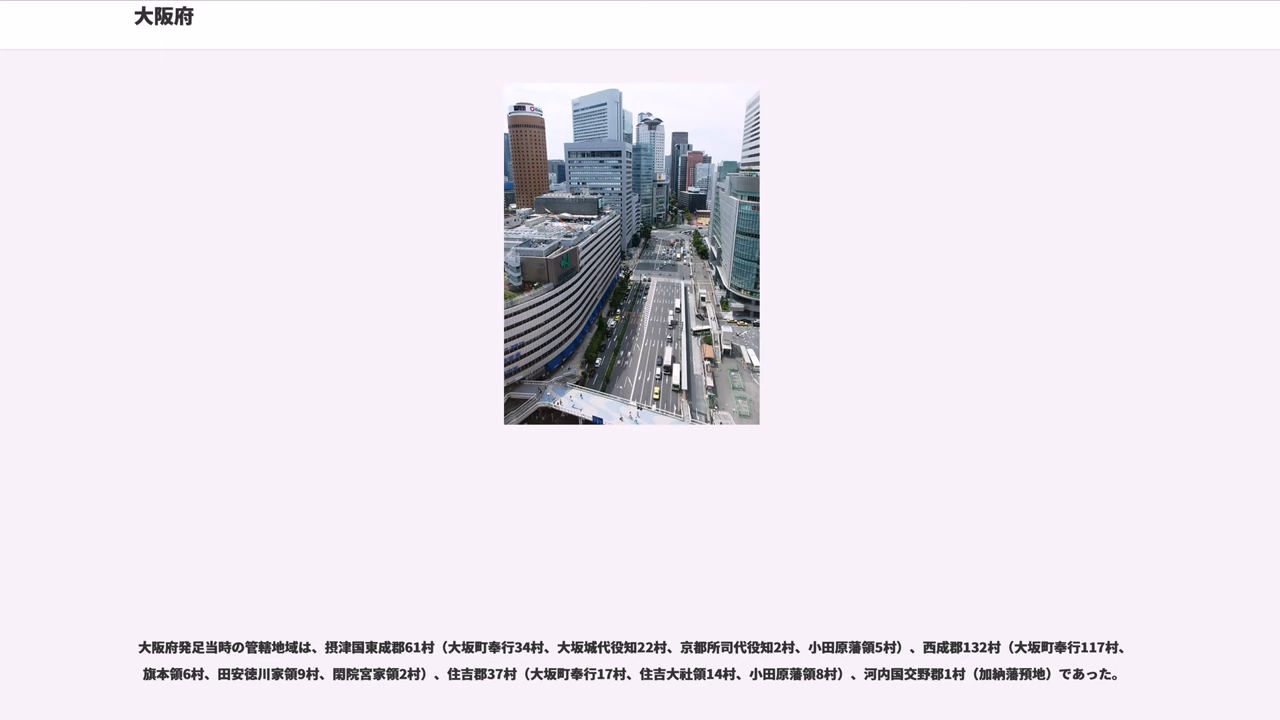 大阪府
大阪府発足当時の管轄地域は、摂津国東成郡61村（大坂町奉行34村、大坂城代役知22村、京都所司代役知2村、小田原藩領5村）、西成郡132村（大坂町奉行117村、
旗本領6村、田安徳川家領9村、閑院宮家領2村）、住吉郡37村（大坂町奉行17村、住吉大社領14村、小田原藩領8村）、河内国交野郡1村（加納藩預地）であった。